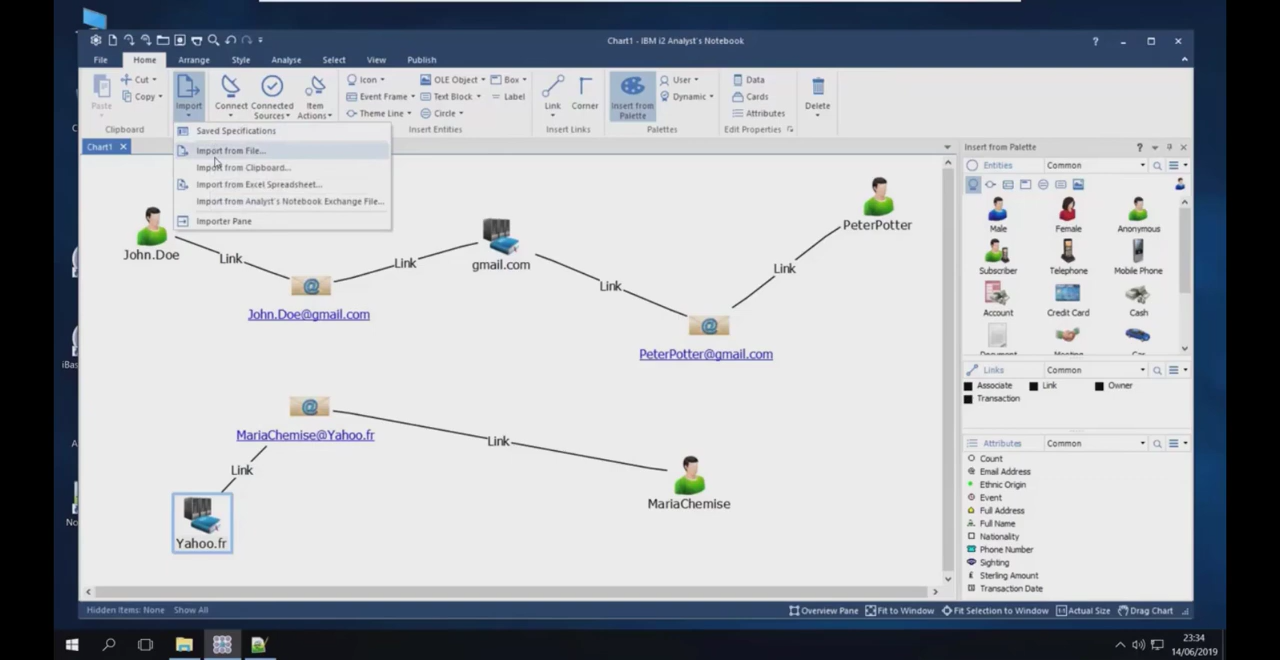 Chart1 - IBM i2 Analyst's Notebook
File Home Arrange Style Analyse Select View Publish
Paste
Cut
Copy
Clipboard
Import
Connect
Connected Sources
Item Actions
Icon
Event Frame
Theme Line
OLE Object
Text Block
Circle
Box
Label
Insert Entities
Link
Corner
Insert Links
Insert from Palette
User
Dynamic
Palettes
Data
Cards
Attributes
Edit Properties
Delete
Saved Specifications
Import from File...
Import from Clipboard...
Import from Excel Spreadsheet...
Import from Analyst's Notebook Exchange File...
Importer Pane
Chart1
John.Doe
Link
John.Doe@gmail.com
Link
gmail.com
Link
PeterPotter@gmail.com
Link
PeterPotter
MariaChemise@Yahoo.fr
Link
MariaChemise
Link
Yahoo.fr
Insert from Palette
Entities Common
Male Female Anonymous
Subscriber Telephone Mobile Phone
Account Credit Card Cash
Document Meeting Car
Links Common
Associate Link Owner
Transaction
Attributes Common
Count
Email Address
Ethnic Origin
Event
Full Address
Full Name
Nationality
Phone Number
Sighting
Sterling Amount
Transaction Date
Hidden Items: None Show All
Overview Pane Fit to Window Fit Selection to Window Actual Size Drag Chart
iBas
No
23:34
14/06/2019